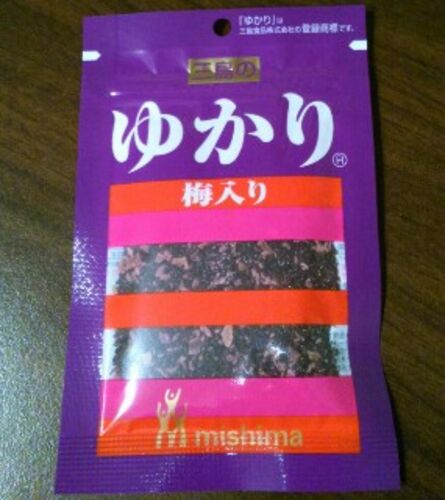 「ゆかり」は
三島食品株式会社の登録商標です。
三島の
ゆかり®
梅入り
mishima